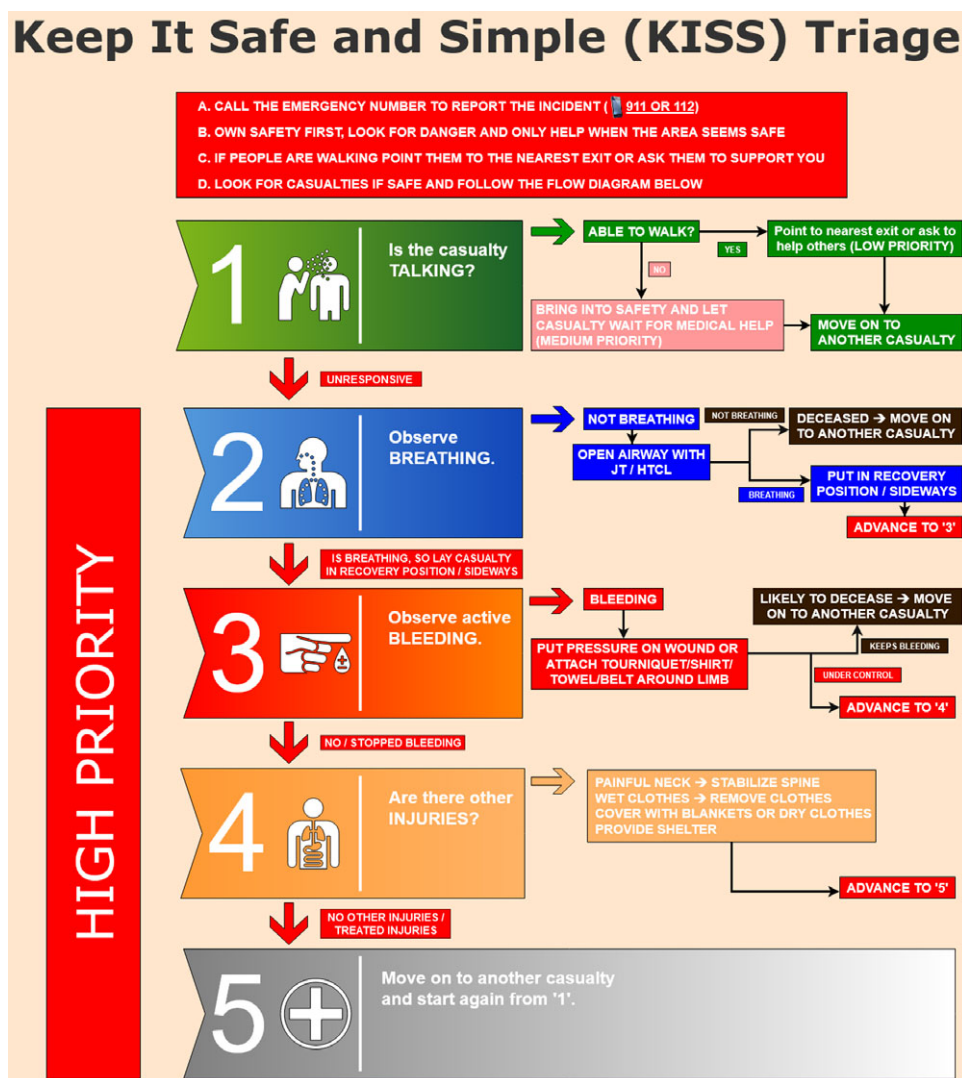 Keep It Safe and Simple (KISS) Triage
A. CALL THE EMERGENCY NUMBER TO REPORT THE INCIDENT ( 911 OR 112)
B. OWN SAFETY FIRST, LOOK FOR DANGER AND ONLY HELP WHEN THE AREA SEEMS SAFE
C. IF PEOPLE ARE WALKING POINT THEM TO THE NEAREST EXIT OR ASK THEM TO SUPPORT YOU
D. LOOK FOR CASUALTIES IF SAFE AND FOLLOW THE FLOW DIAGRAM BELOW
1
Is the casualty
TALKING?
ABLE TO WALK?
YES
Point to nearest exit or ask to
help others (LOW PRIORITY)
NO
BRING INTO SAFETY AND LET
CASUALTY WAIT FOR MEDICAL HELP
(MEDIUM PRIORITY)
MOVE ON TO
ANOTHER CASUALTY
UNRESPONSIVE
HIGH PRIORITY
2
Observe
BREATHING.
NOT BREATHING
OPEN AIRWAY WITH
JT / HTCL
NOT BREATHING
DECEASED → MOVE ON
TO ANOTHER CASUALTY
BREATHING
PUT IN RECOVERY
POSITION / SIDEWAYS
ADVANCE TO '3'
IS BREATHING, SO LAY CASUALTY
IN RECOVERY POSITION / SIDEWAYS
3
Observe active
BLEEDING.
BLEEDING
PUT PRESSURE ON WOUND OR
ATTACH TOURNIQUET/SHIRT/
TOWEL/BELT AROUND LIMB
LIKELY TO DECEASE → MOVE
ON TO ANOTHER CASUALTY
KEEPS BLEEDING
UNDER CONTROL
ADVANCE TO '4'
NO / STOPPED BLEEDING
4
Are there other
INJURIES?
PAINFUL NECK → STABILIZE SPINE
WET CLOTHES → REMOVE CLOTHES
COVER WITH BLANKETS OR DRY CLOTHES
PROVIDE SHELTER
ADVANCE TO '5'
NO OTHER INJURIES /
TREATED INJURIES
5
Move on to another casualty
and start again from '1'.